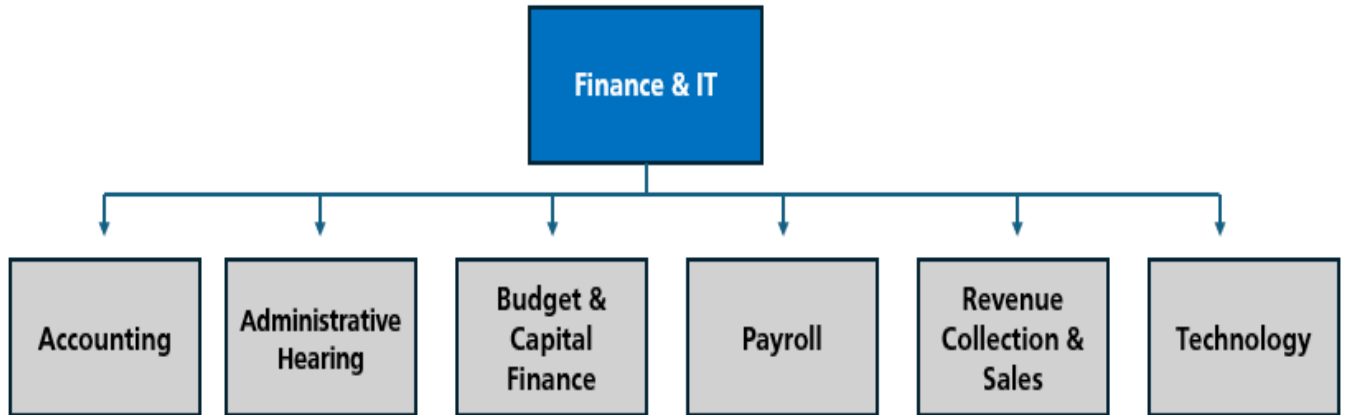 Finance & IT
Accounting
Administrative
Hearing
Budget &
Capital
Finance
Payroll
Revenue
Collection &
Sales
Technology